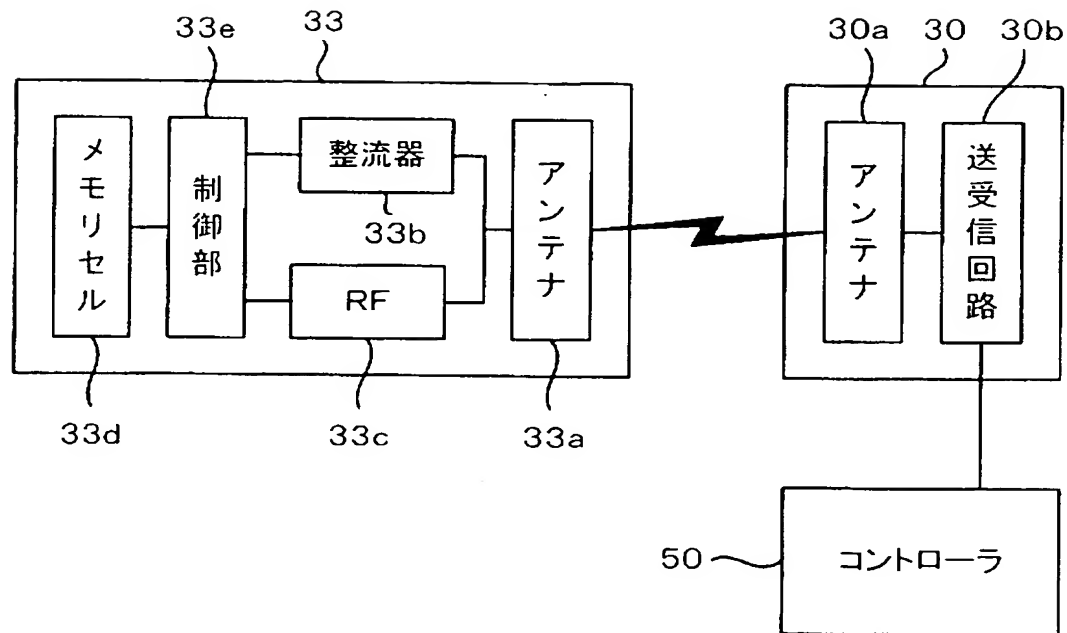 33e
33
30a
30
30b
メモリセル
制御部
整流器
33b
RF
アンテナ
アンテナ
送受信回路
33d
33c
33a
50
コントローラ